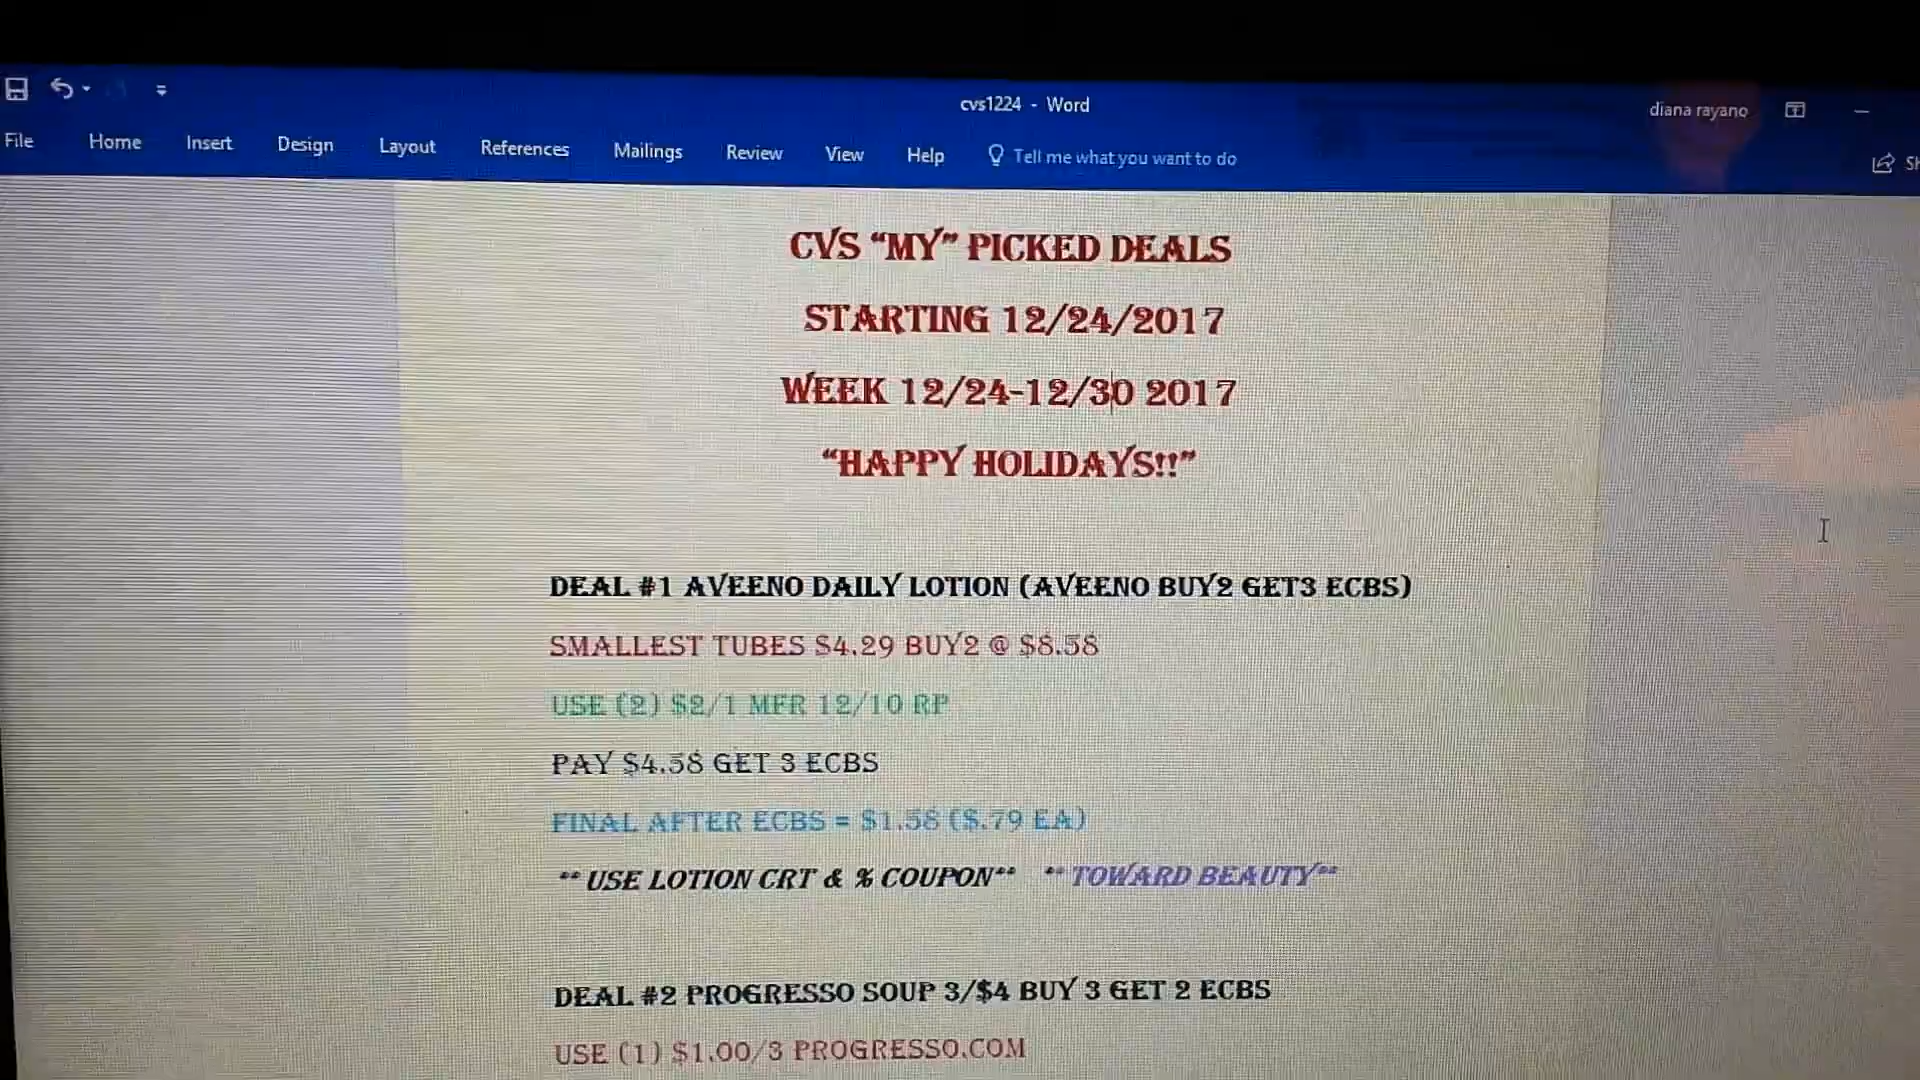 cvs1224 - Word
diana rayano
File Home Insert Design Layout References Mailings Review View Help Tell me what you want to do
CVS “MY” PICKED DEALS
STARTING 12/24/2017
WEEK 12/24-12/30 2017
“HAPPY HOLIDAYS!!”
DEAL #1 AVEENO DAILY LOTION (AVEENO BUY2 GET3 ECBS)
SMALLEST TUBES $4.29 BUY2 @ $8.58
USE (2) $2/1 MFR 12/10 RP
PAY $4.58 GET 3 ECBS
FINAL AFTER ECBS = $1.58 ($.79 EA)
**USE LOTION CRT & % COUPON** **TOWARD BEAUTY**
DEAL #2 PROGRESSO SOUP 3/$4 BUY 3 GET 2 ECBS
USE (1) $1.00/3 PROGRESSO.COM